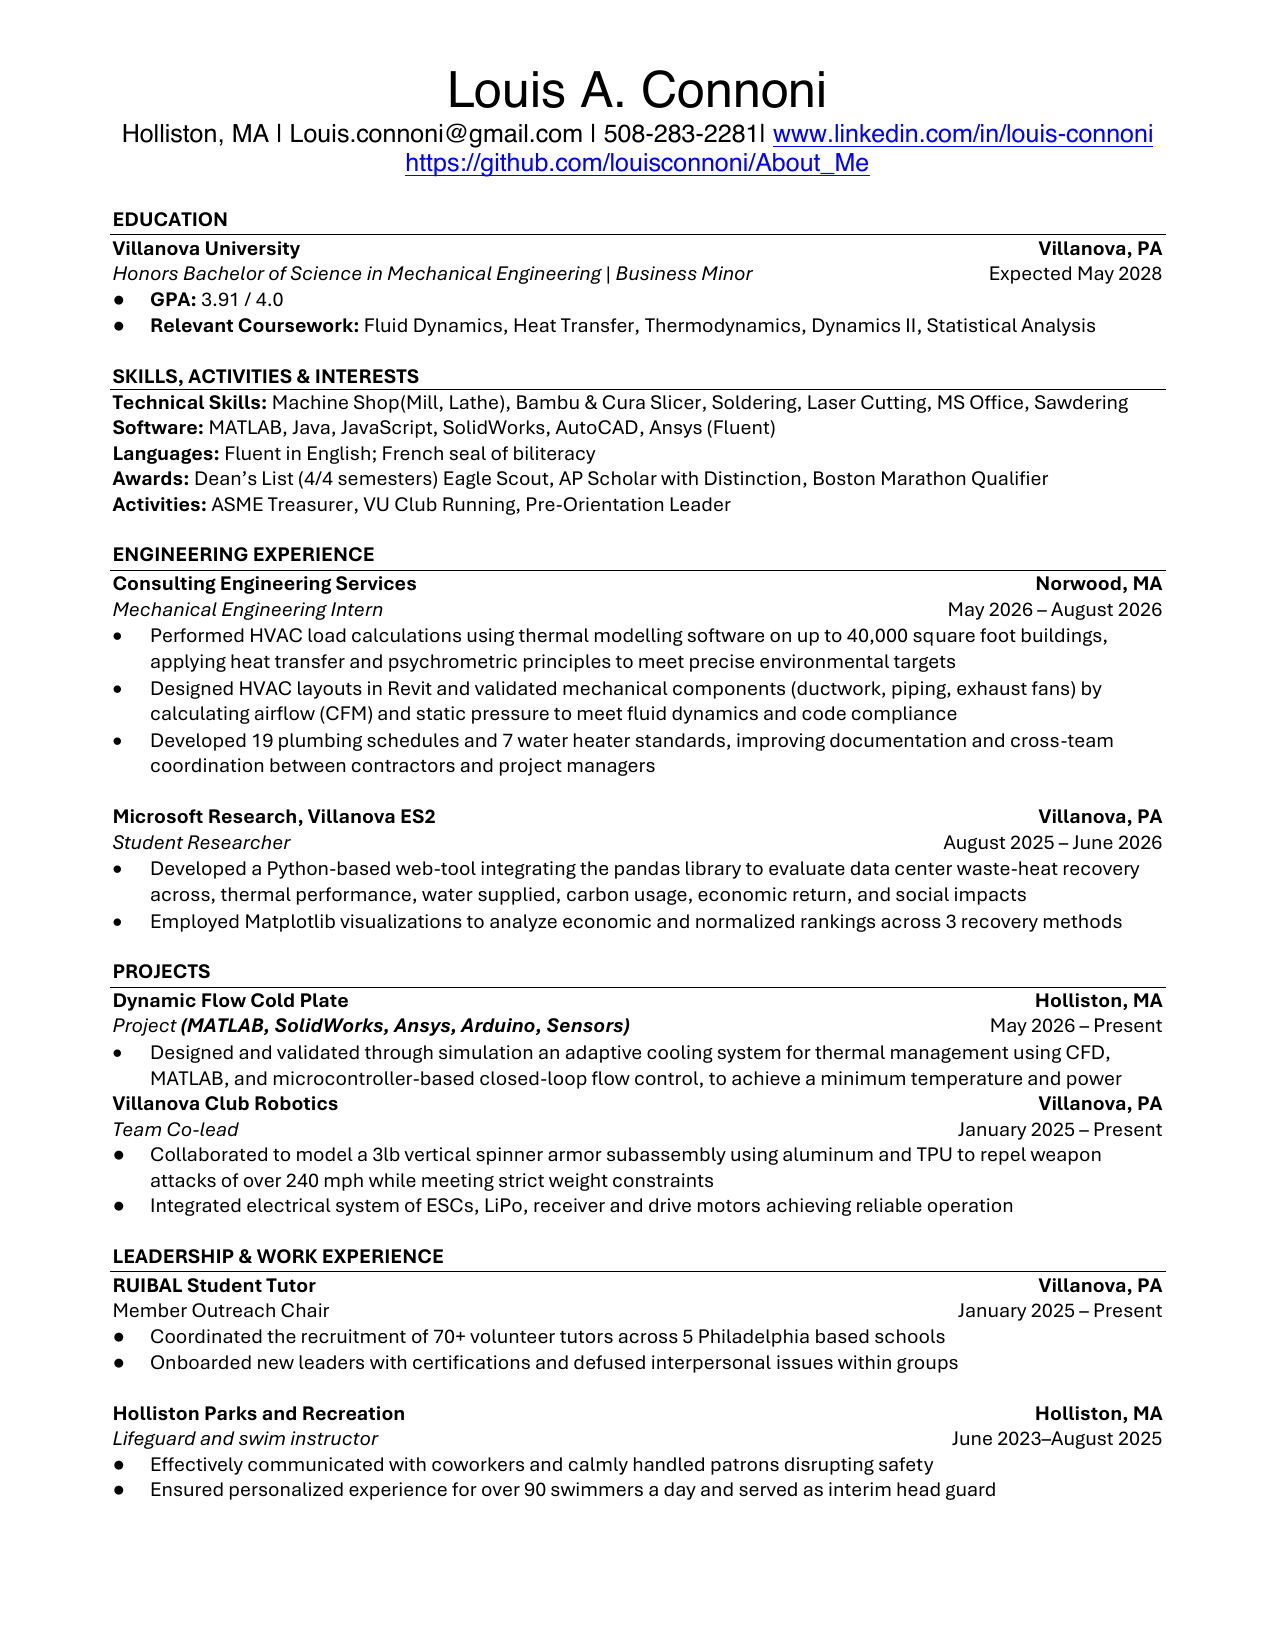 Louis A. Connoni
Holliston, MA | Louis.connoni@gmail.com | 508-283-2281| www.linkedin.com/in/louis-connoni
https://github.com/louisconnoni/About_Me
EDUCATION
Villanova University Villanova, PA
Honors Bachelor of Science in Mechanical Engineering | Business Minor Expected May 2028
● GPA: 3.91 / 4.0
● Relevant Coursework: Fluid Dynamics, Heat Transfer, Thermodynamics, Dynamics II, Statistical Analysis
SKILLS, ACTIVITIES & INTERESTS
Technical Skills: Machine Shop(Mill, Lathe), Bambu & Cura Slicer, Soldering, Laser Cutting, MS Office, Sawdering
Software: MATLAB, Java, JavaScript, SolidWorks, AutoCAD, Ansys (Fluent)
Languages: Fluent in English; French seal of biliteracy
Awards: Dean’s List (4/4 semesters) Eagle Scout, AP Scholar with Distinction, Boston Marathon Qualifier
Activities: ASME Treasurer, VU Club Running, Pre-Orientation Leader
ENGINEERING EXPERIENCE
Consulting Engineering Services Norwood, MA
Mechanical Engineering Intern May 2026 – August 2026
● Performed HVAC load calculations using thermal modelling software on up to 40,000 square foot buildings,
applying heat transfer and psychrometric principles to meet precise environmental targets
● Designed HVAC layouts in Revit and validated mechanical components (ductwork, piping, exhaust fans) by
calculating airflow (CFM) and static pressure to meet fluid dynamics and code compliance
● Developed 19 plumbing schedules and 7 water heater standards, improving documentation and cross-team
coordination between contractors and project managers
Microsoft Research, Villanova ES2 Villanova, PA
Student Researcher August 2025 – June 2026
● Developed a Python-based web-tool integrating the pandas library to evaluate data center waste-heat recovery
across, thermal performance, water supplied, carbon usage, economic return, and social impacts
● Employed Matplotlib visualizations to analyze economic and normalized rankings across 3 recovery methods
PROJECTS
Dynamic Flow Cold Plate Holliston, MA
Project (MATLAB, SolidWorks, Ansys, Arduino, Sensors) May 2026 – Present
● Designed and validated through simulation an adaptive cooling system for thermal management using CFD,
MATLAB, and microcontroller-based closed-loop flow control, to achieve a minimum temperature and power
Villanova Club Robotics Villanova, PA
Team Co-lead January 2025 – Present
● Collaborated to model a 3lb vertical spinner armor subassembly using aluminum and TPU to repel weapon
attacks of over 240 mph while meeting strict weight constraints
● Integrated electrical system of ESCs, LiPo, receiver and drive motors achieving reliable operation
LEADERSHIP & WORK EXPERIENCE
RUIBAL Student Tutor Villanova, PA
Member Outreach Chair January 2025 – Present
● Coordinated the recruitment of 70+ volunteer tutors across 5 Philadelphia based schools
● Onboarded new leaders with certifications and defused interpersonal issues within groups
Holliston Parks and Recreation Holliston, MA
Lifeguard and swim instructor June 2023–August 2025
● Effectively communicated with coworkers and calmly handled patrons disrupting safety
● Ensured personalized experience for over 90 swimmers a day and served as interim head guard